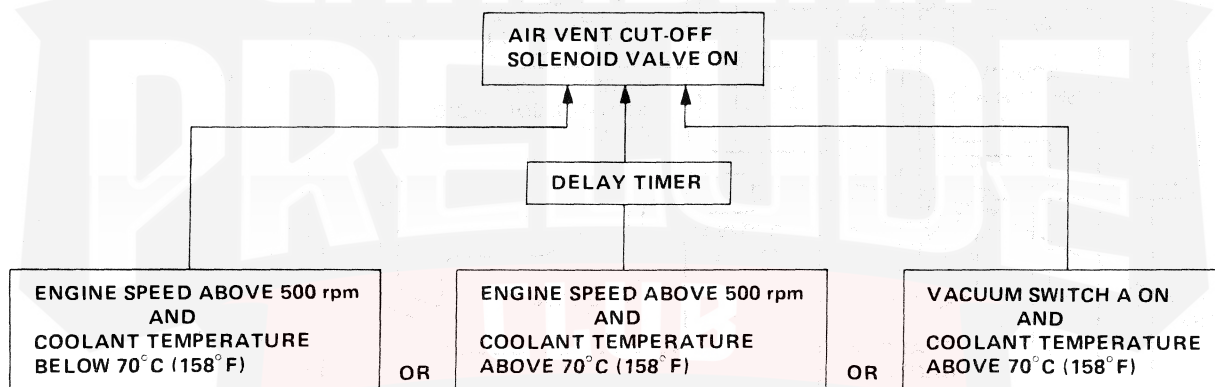 AIR VENT CUT-OFF
SOLENOID VALVE ON
DELAY TIMER
ENGINE SPEED ABOVE 500 rpm
AND
COOLANT TEMPERATURE
BELOW 70°C (158°F)
OR
ENGINE SPEED ABOVE 500 rpm
AND
COOLANT TEMPERATURE
ABOVE 70°C (158°F)
OR
VACUUM SWITCH A ON
AND
COOLANT TEMPERATURE
ABOVE 70°C (158°F)
PRELUDE
CLUB